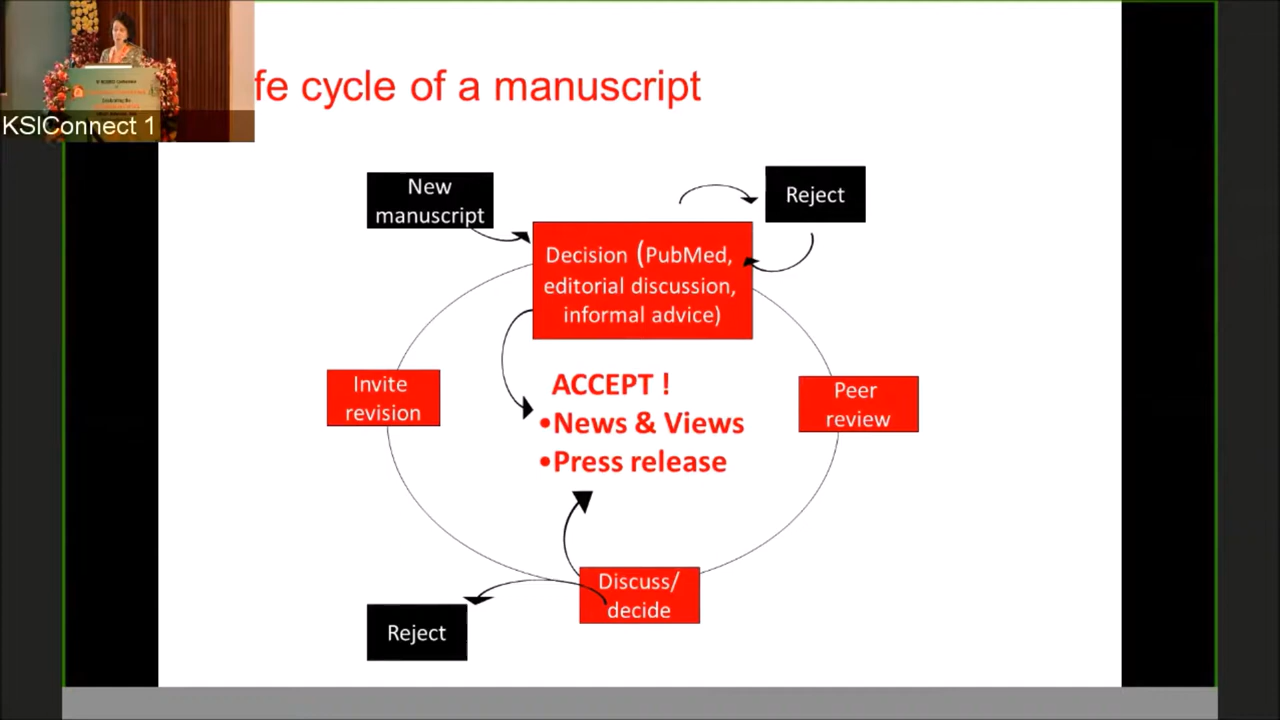 fe cycle of a manuscript
KSIConnect 1
New
manuscript
Reject
Decision (PubMed,
editorial discussion,
informal advice)
Invite
revision
ACCEPT !
•News & Views
•Press release
Peer
review
Discuss/
decide
Reject